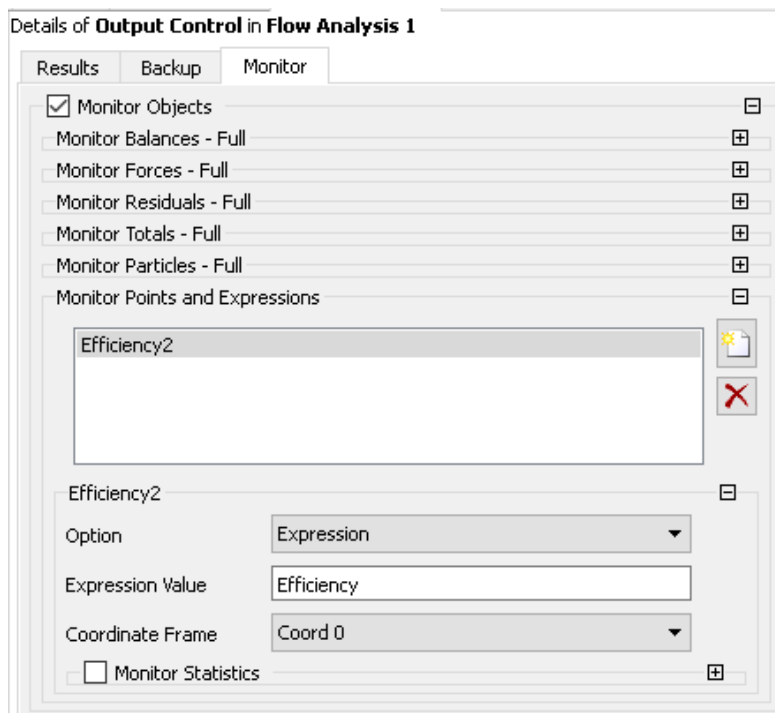 Details of Output Control in Flow Analysis 1
Results Backup Monitor
Monitor Objects
Monitor Balances - Full
Monitor Forces - Full
Monitor Residuals - Full
Monitor Totals - Full
Monitor Particles - Full
Monitor Points and Expressions
Efficiency2
Efficiency2
Option Expression
Expression Value Efficiency
Coordinate Frame Coord 0
Monitor Statistics